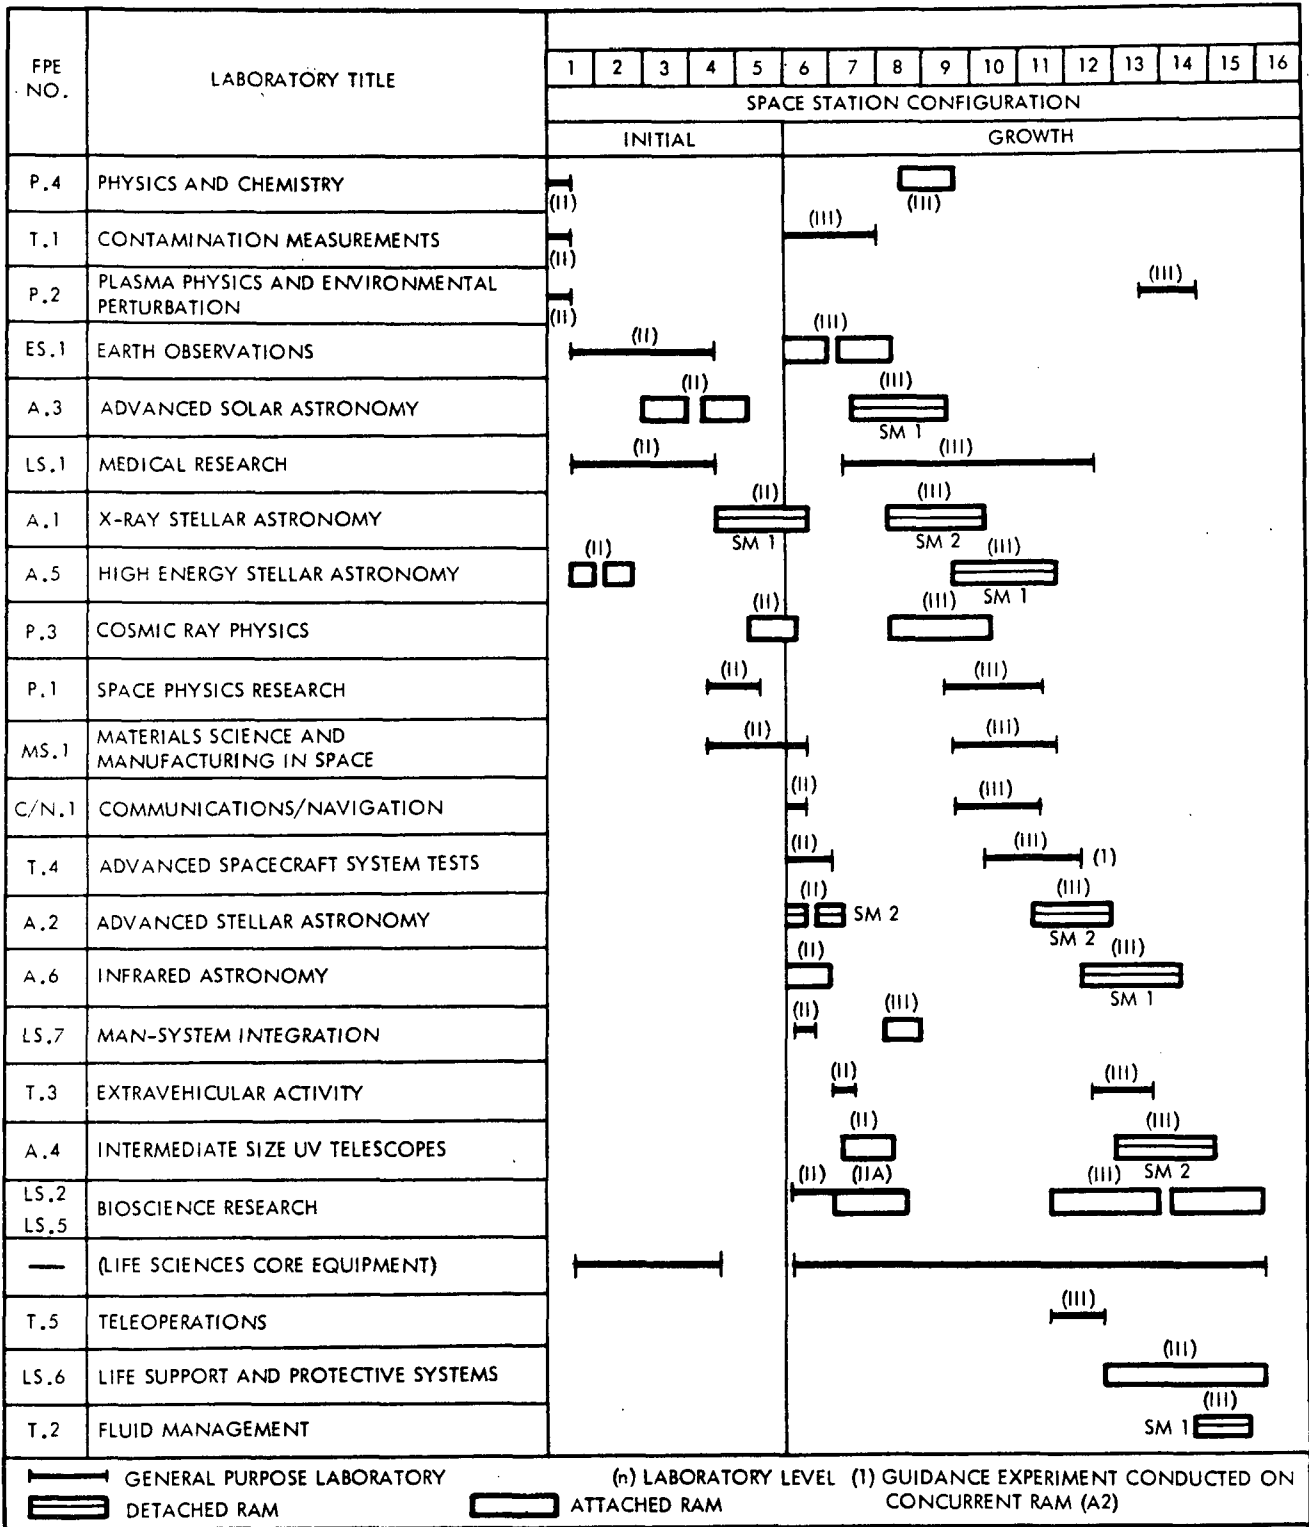 FPE NO.
LABORATORY TITLE
1 2 3 4 5 6 7 8 9 10 11 12 13 14 15 16
SPACE STATION CONFIGURATION
INITIAL GROWTH
P.4 PHYSICS AND CHEMISTRY (II) (III)
T.1 CONTAMINATION MEASUREMENTS (II) (III)
P.2 PLASMA PHYSICS AND ENVIRONMENTAL
PERTURBATION (II) (III)
ES.1 EARTH OBSERVATIONS (II) (III)
A.3 ADVANCED SOLAR ASTRONOMY (II) (III)
SM 1
LS.1 MEDICAL RESEARCH (II) (III)
A.1 X-RAY STELLAR ASTRONOMY (II) (III)
SM 1 SM 2
A.5 HIGH ENERGY STELLAR ASTRONOMY (II) (III)
SM 1
P.3 COSMIC RAY PHYSICS (II) (III)
P.1 SPACE PHYSICS RESEARCH (II) (III)
MS.1 MATERIALS SCIENCE AND
MANUFACTURING IN SPACE (II) (III)
C/N.1 COMMUNICATIONS/NAVIGATION (II) (III)
T.4 ADVANCED SPACECRAFT SYSTEM TESTS (II) (III) (1)
A.2 ADVANCED STELLAR ASTRONOMY (II) SM 2 (III)
SM 2
A.6 INFRARED ASTRONOMY (II) (III)
SM 1
LS.7 MAN-SYSTEM INTEGRATION (II) (III)
T.3 EXTRAVEHICULAR ACTIVITY (II) (III)
A.4 INTERMEDIATE SIZE UV TELESCOPES (II) (III)
SM 2
LS.2
LS.5 BIOSCIENCE RESEARCH (II) (IIA) (III)
— (LIFE SCIENCES CORE EQUIPMENT)
T.5 TELEOPERATIONS (III)
LS.6 LIFE SUPPORT AND PROTECTIVE SYSTEMS (III)
T.2 FLUID MANAGEMENT SM 1 (III)
GENERAL PURPOSE LABORATORY (n) LABORATORY LEVEL (1) GUIDANCE EXPERIMENT CONDUCTED ON
DETACHED RAM ATTACHED RAM CONCURRENT RAM (A2)